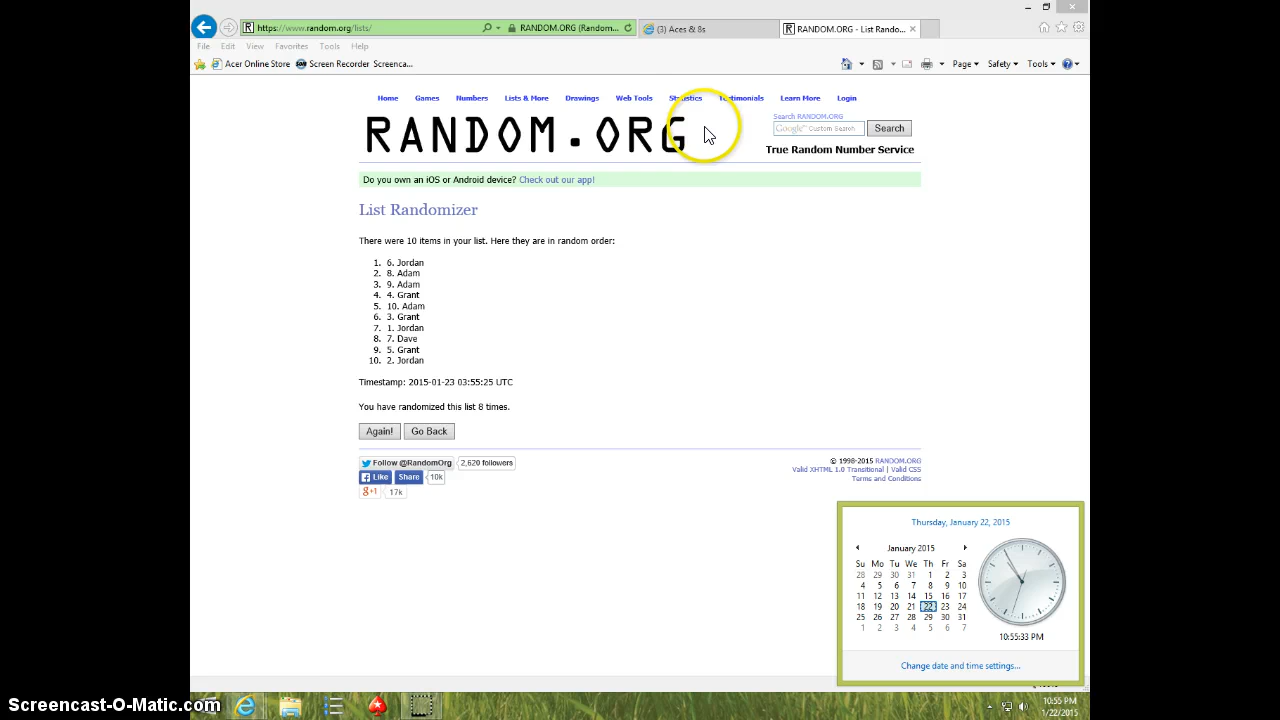 https://www.random.org/lists/
RANDOM.ORG (Random...
(3) Aces & 8s
RANDOM.ORG - List Rando...
File Edit View Favorites Tools Help
Acer Online Store Screen Recorder Screenca...
Page Safety Tools
Home Games Numbers Lists & More Drawings Web Tools Statistics Testimonials Learn More Login
RANDOM.ORG
Search RANDOM.ORG
Google™ Custom Search
Search
True Random Number Service
Do you own an iOS or Android device? Check out our app!
List Randomizer
There were 10 items in your list. Here they are in random order:
1. 6. Jordan
2. 8. Adam
3. 9. Adam
4. 4. Grant
5. 10. Adam
6. 3. Grant
7. 1. Jordan
8. 7. Dave
9. 5. Grant
10. 2. Jordan
Timestamp: 2015-01-23 03:55:25 UTC
You have randomized this list 8 times.
Again! Go Back
Follow @RandomOrg 2,620 followers
Like Share 10k
g+1 17k
© 1998-2015 RANDOM.ORG
Valid XHTML 1.0 Transitional | Valid CSS
Terms and Conditions
Thursday, January 22, 2015
January 2015
Su Mo Tu We Th Fr Sa
28 29 30 31 1 2 3
4 5 6 7 8 9 10
11 12 13 14 15 16 17
18 19 20 21 22 23 24
25 26 27 28 29 30 31
1 2 3 4 5 6 7
10:55:33 PM
Change date and time settings...
10:55 PM
1/22/2015
Screencast-O-Matic.com